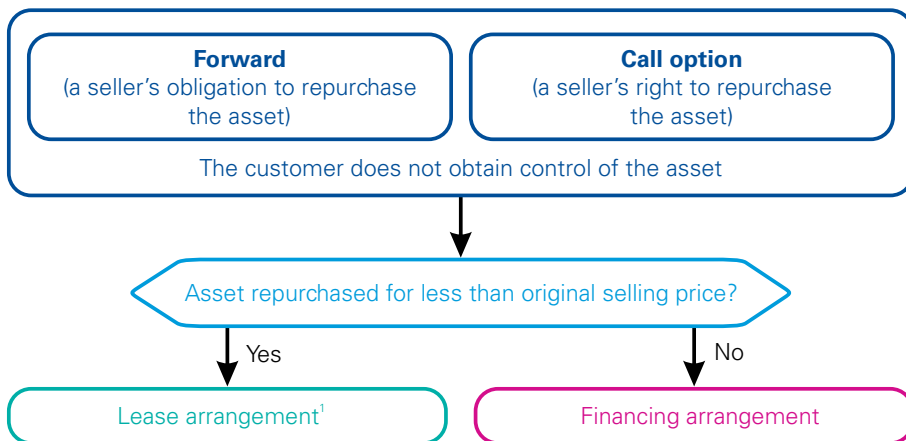 Forward
(a seller’s obligation to repurchase
the asset)
Call option
(a seller’s right to repurchase
the asset)
The customer does not obtain control of the asset
Asset repurchased for less than original selling price?
Yes
No
Lease arrangement¹
Financing arrangement